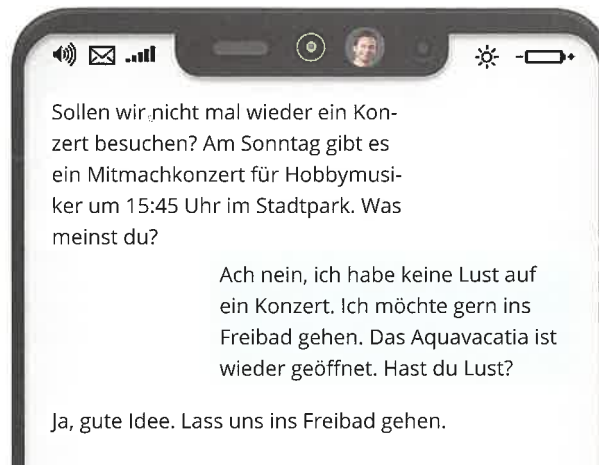 Sollen wir nicht mal wieder ein Kon-
zert besuchen? Am Sonntag gibt es
ein Mitmachkonzert für Hobbymusi-
ker um 15:45 Uhr im Stadtpark. Was
meinst du?
Ach nein, ich habe keine Lust auf
ein Konzert. Ich möchte gern ins
Freibad gehen. Das Aquavacatia ist
wieder geöffnet. Hast du Lust?
Ja, gute Idee. Lass uns ins Freibad gehen.